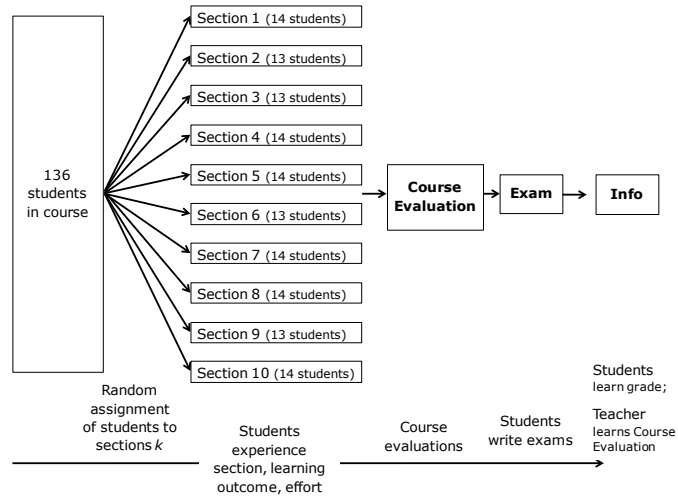 136
students
in course
Section 1 (14 students)
Section 2 (13 students)
Section 3 (13 students)
Section 4 (14 students)
Section 5 (14 students)
Section 6 (13 students)
Section 7 (14 students)
Section 8 (14 students)
Section 9 (13 students)
Section 10 (14 students)
Course
Evaluation
Exam
Info
Random
assignment
of students to
sections k
Students
experience
section, learning
outcome, effort
Course
evaluations
Students
write exams
Students
learn grade;
Teacher
learns Course
Evaluation